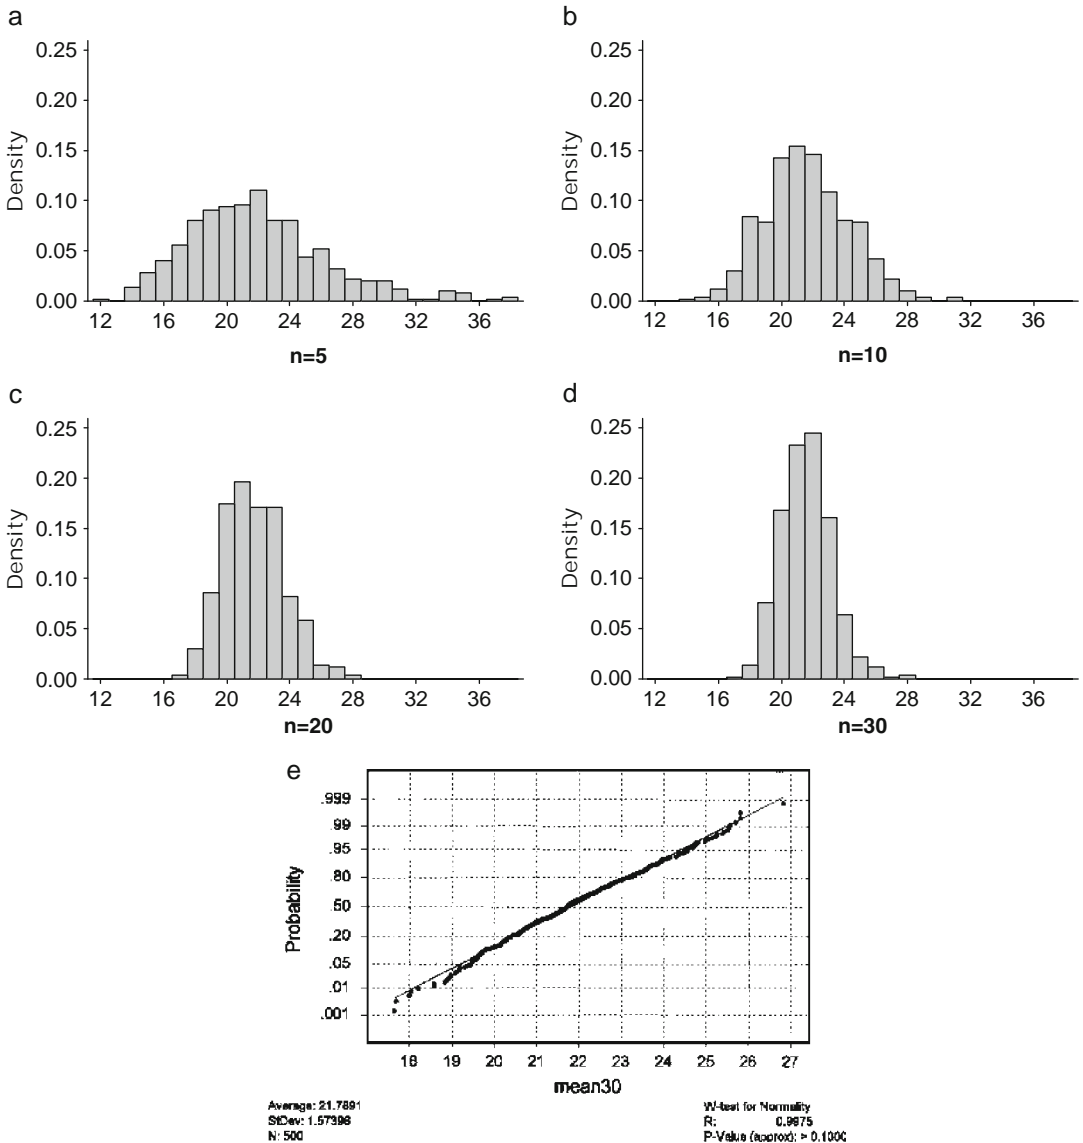 a
b
0.25
0.20
0.15
0.10
0.05
0.00
Density
12 16 20 24 28 32 36
n=5
0.25
0.20
0.15
0.10
0.05
0.00
Density
12 16 20 24 28 32 36
n=10
c
d
0.25
0.20
0.15
0.10
0.05
0.00
Density
12 16 20 24 28 32 36
n=20
0.25
0.20
0.15
0.10
0.05
0.00
Density
12 16 20 24 28 32 36
n=30
e
.999
.99
.95
.80
.50
.20
.05
.01
.001
Probability
18 19 20 21 22 23 24 25 26 27
mean30
Average: 21.7891
StDev: 1.57396
N: 500
W-test for Normality
R: 0.9975
P-Value (approx): > 0.1000